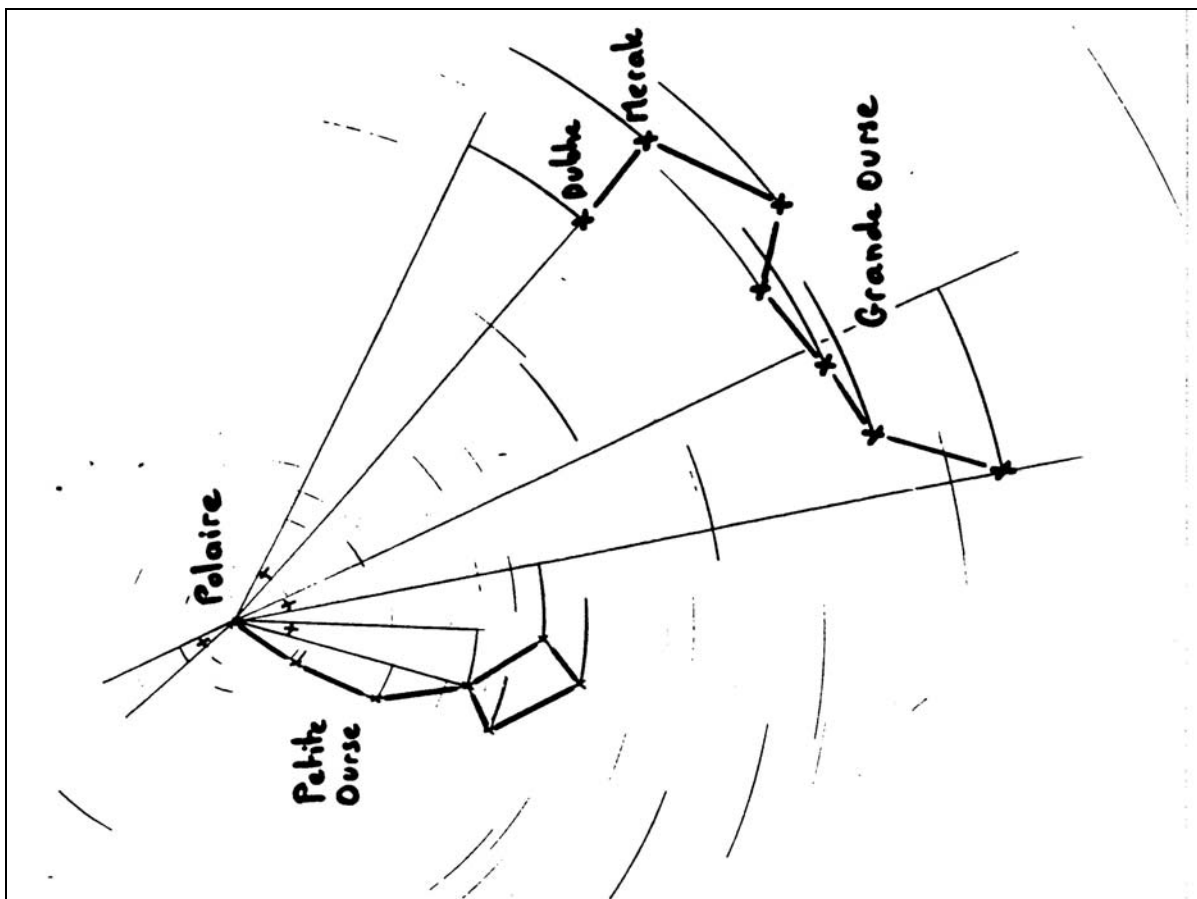 Polaire
Dubhe
Merak
Grande Ourse
Petite
Ourse